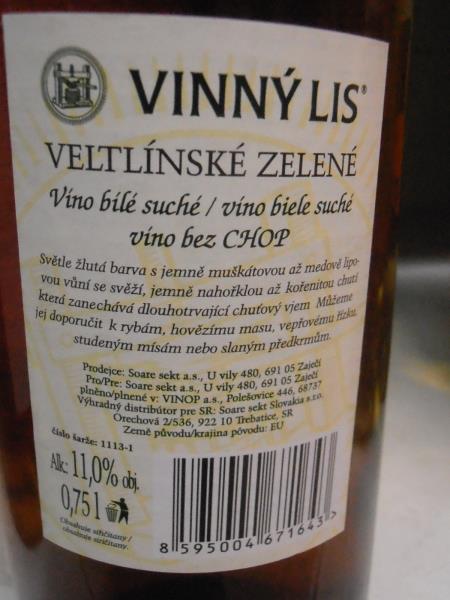 VINNÝ LIS®
VELTLÍNSKÉ ZELENÉ
Víno bílé suché / víno biele suché
víno bez CHOP
Světle žlutá barva s jemně muškátovou až medově lipo-
vou vůní se svěží, jemně nahořklou až kořenitou chutí
která zanechává dlouhotrvající chuťový vjem Můžeme
jej doporučit k rybám, hovězímu masu, vepřovému řízku,
studeným mísám nebo slaným předkrmům.
Prodejce: Soare sekt a.s., U vily 480, 691 05 Zaječí
Pro/Pre: Soare sekt a.s., U vily 480, 691 05 Zaječí
plněno/plnené v: VINOP a.s., Polešovice 446, 68737
Výhradný distribútor pre SR: Soare sekt Slovakia s.r.o.
Orechová 2/536, 922 10 Trebatice, SR
Země původu/krajina pôvodu: EU
číslo šarže: 1113-1
Alk.: 11,0% obj.
0,75 l
Obsahuje siřičitany./
obsahuje siričitany.
8 595004 671643 >